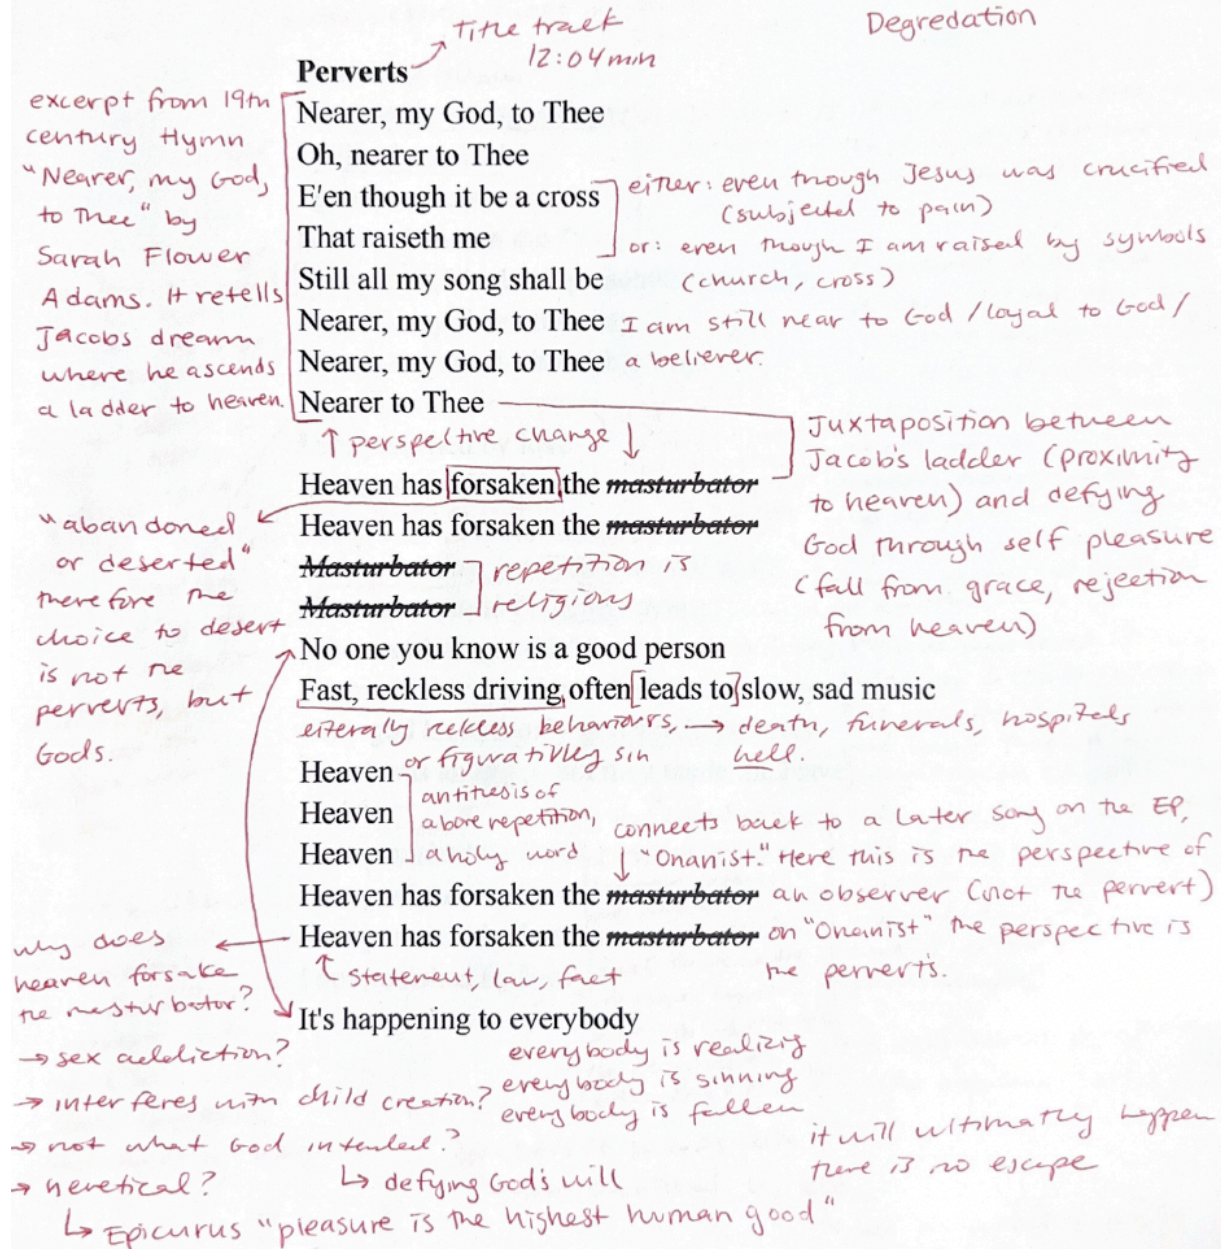 Title track
12:04 min
Degredation
Perverts
Nearer, my God, to Thee
Oh, nearer to Thee
E'en though it be a cross
That raiseth me
Still all my song shall be
Nearer, my God, to Thee
Nearer, my God, to Thee
Nearer to Thee
excerpt from 19th
century Hymn
"Nearer, my God,
to Thee" by
Sarah Flower
Adams. It retells
Jacobs dream
where he ascends
a ladder to heaven.
either: even though Jesus was crucified
(subjected to pain)
or: even though I am raised by symbols
(church, cross)
I am still near to God / loyal to God /
a believer.
↑ perspective change ↓
Juxtaposition between
Jacob's ladder (proximity
to heaven) and defying
God through self pleasure
(fall from grace, rejection
from heaven)
Heaven has forsaken the masturbator
Heaven has forsaken the masturbator
Masturbator
Masturbator
repetition is
religious
"abandoned
or deserted"
therefore the
choice to desert
is not the
perverts, but
Gods.
No one you know is a good person
Fast, reckless driving often leads to slow, sad music
literally reckless behaviours, → death, funerals, hospitals
or figurativley sin hell.
Heaven
Heaven
Heaven
antithesis of
above repetition,
a holy word
connects back to a later song on the EP,
"Onanist." Here this is the perspective of
an observer (not the pervert)
on "Onanist" the perspective is
the perverts.
Heaven has forsaken the masturbator
Heaven has forsaken the masturbator
statement, law, fact
It's happening to everybody
why does
heaven forsake
the masturbator?
→ sex addiction?
→ interferes with child creation?
→ not what God intended?
↳ defying God's will
→ heretical?
↳ Epicurus "pleasure is the highest human good"
everybody is realizig
everybody is sinning
everybody is fallen
it will ultimatly happen
there is no escape